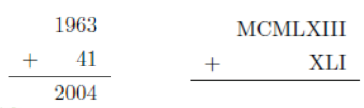 1963
+ 41
2004
MCMLXIII
+ XLI